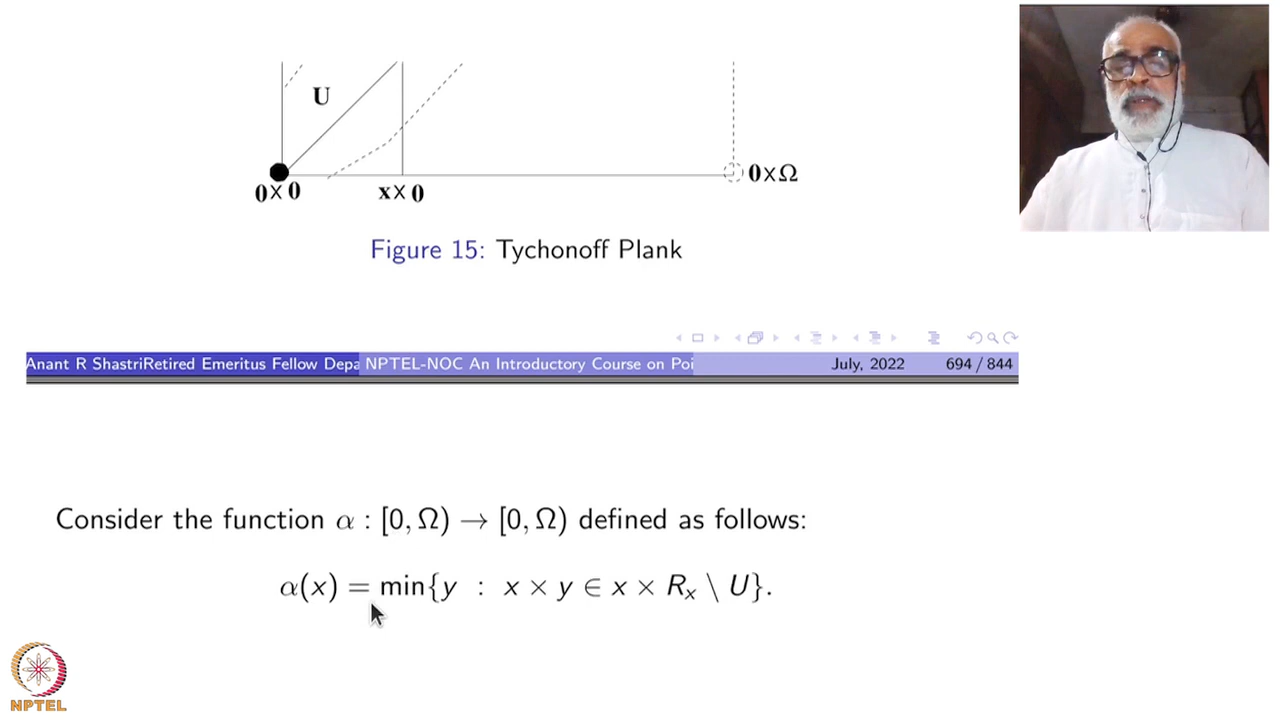 U
0×0 x×0 0×Ω
Figure 15: Tychonoff Plank
Anant R ShastriRetired Emeritus Fellow Depa NPTEL-NOC An Introductory Course on Poi July, 2022 694 / 844
Consider the function α : [0, Ω) → [0, Ω) defined as follows:
α(x) = min{y : x × y ∈ x × Rₓ \ U}.
NPTEL